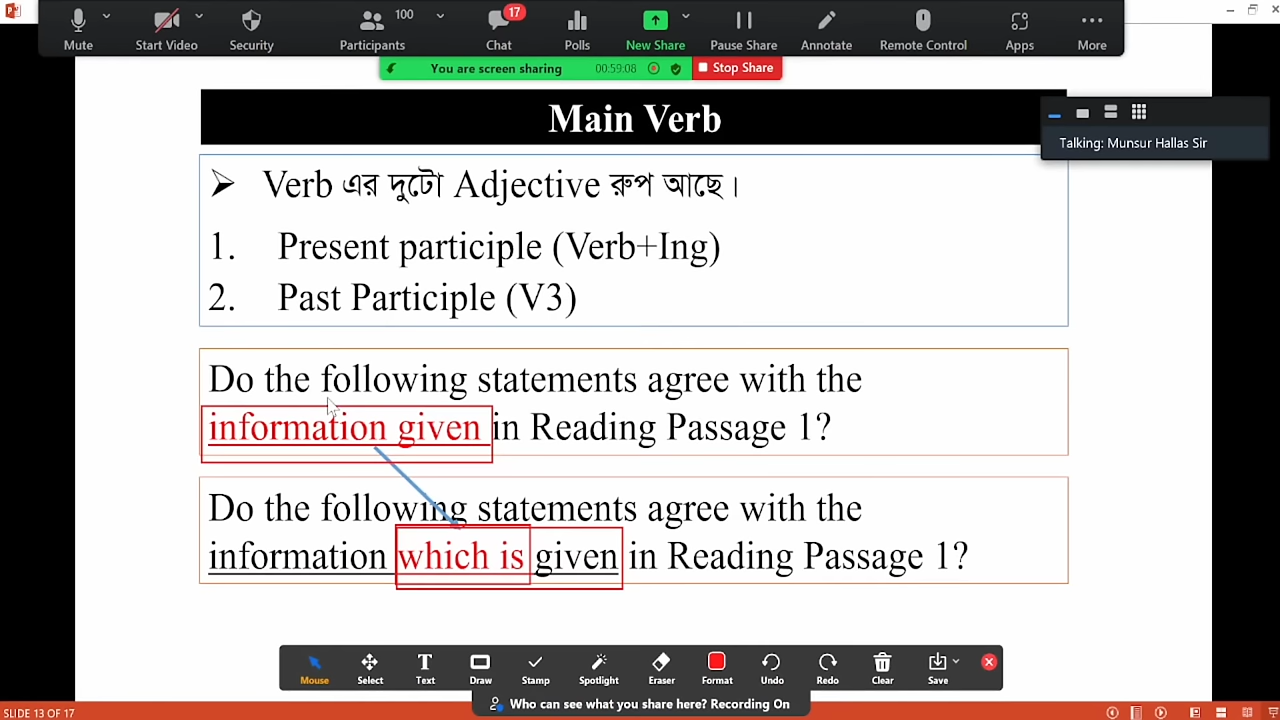 100
17
Mute
Start Video
Security
Participants
Chat
Polls
New Share
Pause Share
Annotate
Remote Control
Apps
More
You are screen sharing
00:59:08
Stop Share
Main Verb
Talking: Munsur Hallas Sir
➢ Verb এর দুটো Adjective রুপ আছে।
1. Present participle (Verb+Ing)
2. Past Participle (V3)
Do the following statements agree with the
information given in Reading Passage 1?
Do the following statements agree with the
information which is given in Reading Passage 1?
Mouse
Select
Text
Draw
Stamp
Spotlight
Eraser
Format
Undo
Redo
Clear
Save
Who can see what you share here? Recording On
SLIDE 13 OF 17